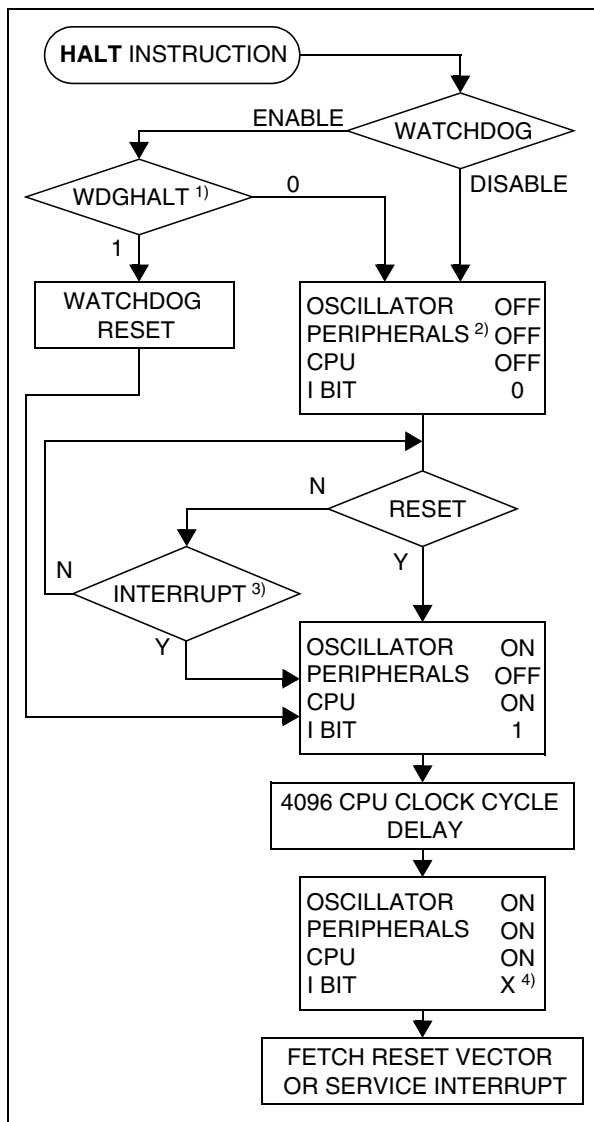 HALT INSTRUCTION
ENABLE
WATCHDOG
WDGHALT 1)
0
DISABLE
1
WATCHDOG
RESET
OSCILLATOR OFF
PERIPHERALS 2) OFF
CPU OFF
I BIT 0
N
RESET
Y
N
INTERRUPT 3)
Y
OSCILLATOR ON
PERIPHERALS OFF
CPU ON
I BIT 1
4096 CPU CLOCK CYCLE
DELAY
OSCILLATOR ON
PERIPHERALS ON
CPU ON
I BIT X 4)
FETCH RESET VECTOR
OR SERVICE INTERRUPT